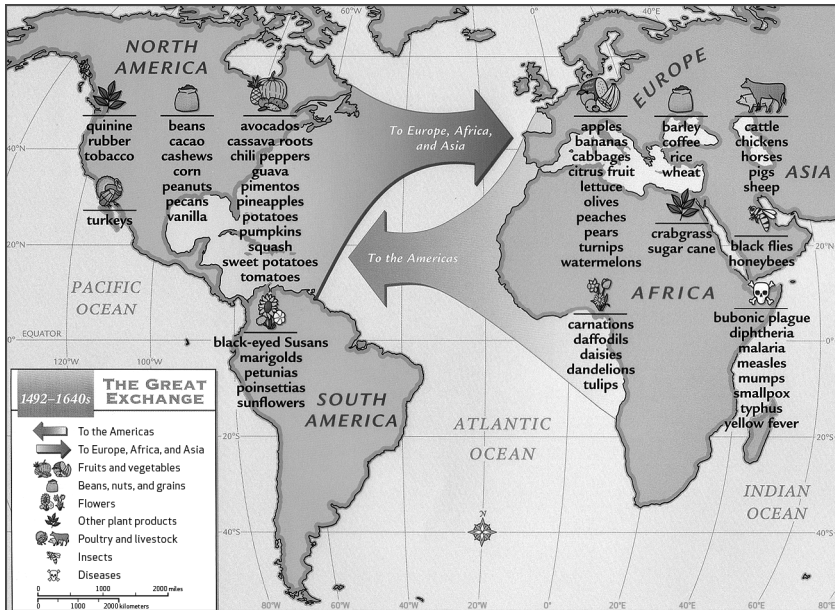 60°W
0°
40°E
60°E
NORTH
AMERICA
EUROPE
ASIA
quinine
rubber
tobacco
turkeys
beans
cacao
cashews
corn
peanuts
pecans
vanilla
avocados
cassava roots
chili peppers
guava
pimentos
pineapples
potatoes
pumpkins
squash
sweet potatoes
tomatoes
To Europe, Africa,
and Asia
To the Americas
apples
bananas
cabbages
citrus fruit
lettuce
olives
peaches
pears
turnips
watermelons
barley
coffee
rice
wheat
crabgrass
sugar cane
cattle
chickens
horses
pigs
sheep
black flies
honeybees
40°N
40°N
20°N
20°N
PACIFIC
OCEAN
AFRICA
EQUATOR
0°
0°
120°W
100°W
black-eyed Susans
marigolds
petunias
poinsettias
sunflowers
SOUTH
AMERICA
carnations
daffodils
daisies
dandelions
tulips
bubonic plague
diphtheria
malaria
measles
mumps
smallpox
typhus
yellow fever
ATLANTIC
OCEAN
INDIAN
OCEAN
20°S
20°S
40°S
40°S
N
1492–1640s
THE GREAT
EXCHANGE
To the Americas
To Europe, Africa, and Asia
Fruits and vegetables
Beans, nuts, and grains
Flowers
Other plant products
Poultry and livestock
Insects
Diseases
0 1000 2000 miles
0 1000 2000 kilometers
80°W
60°W
40°W
20°W
0°
20°E
40°E
60°E
80°E